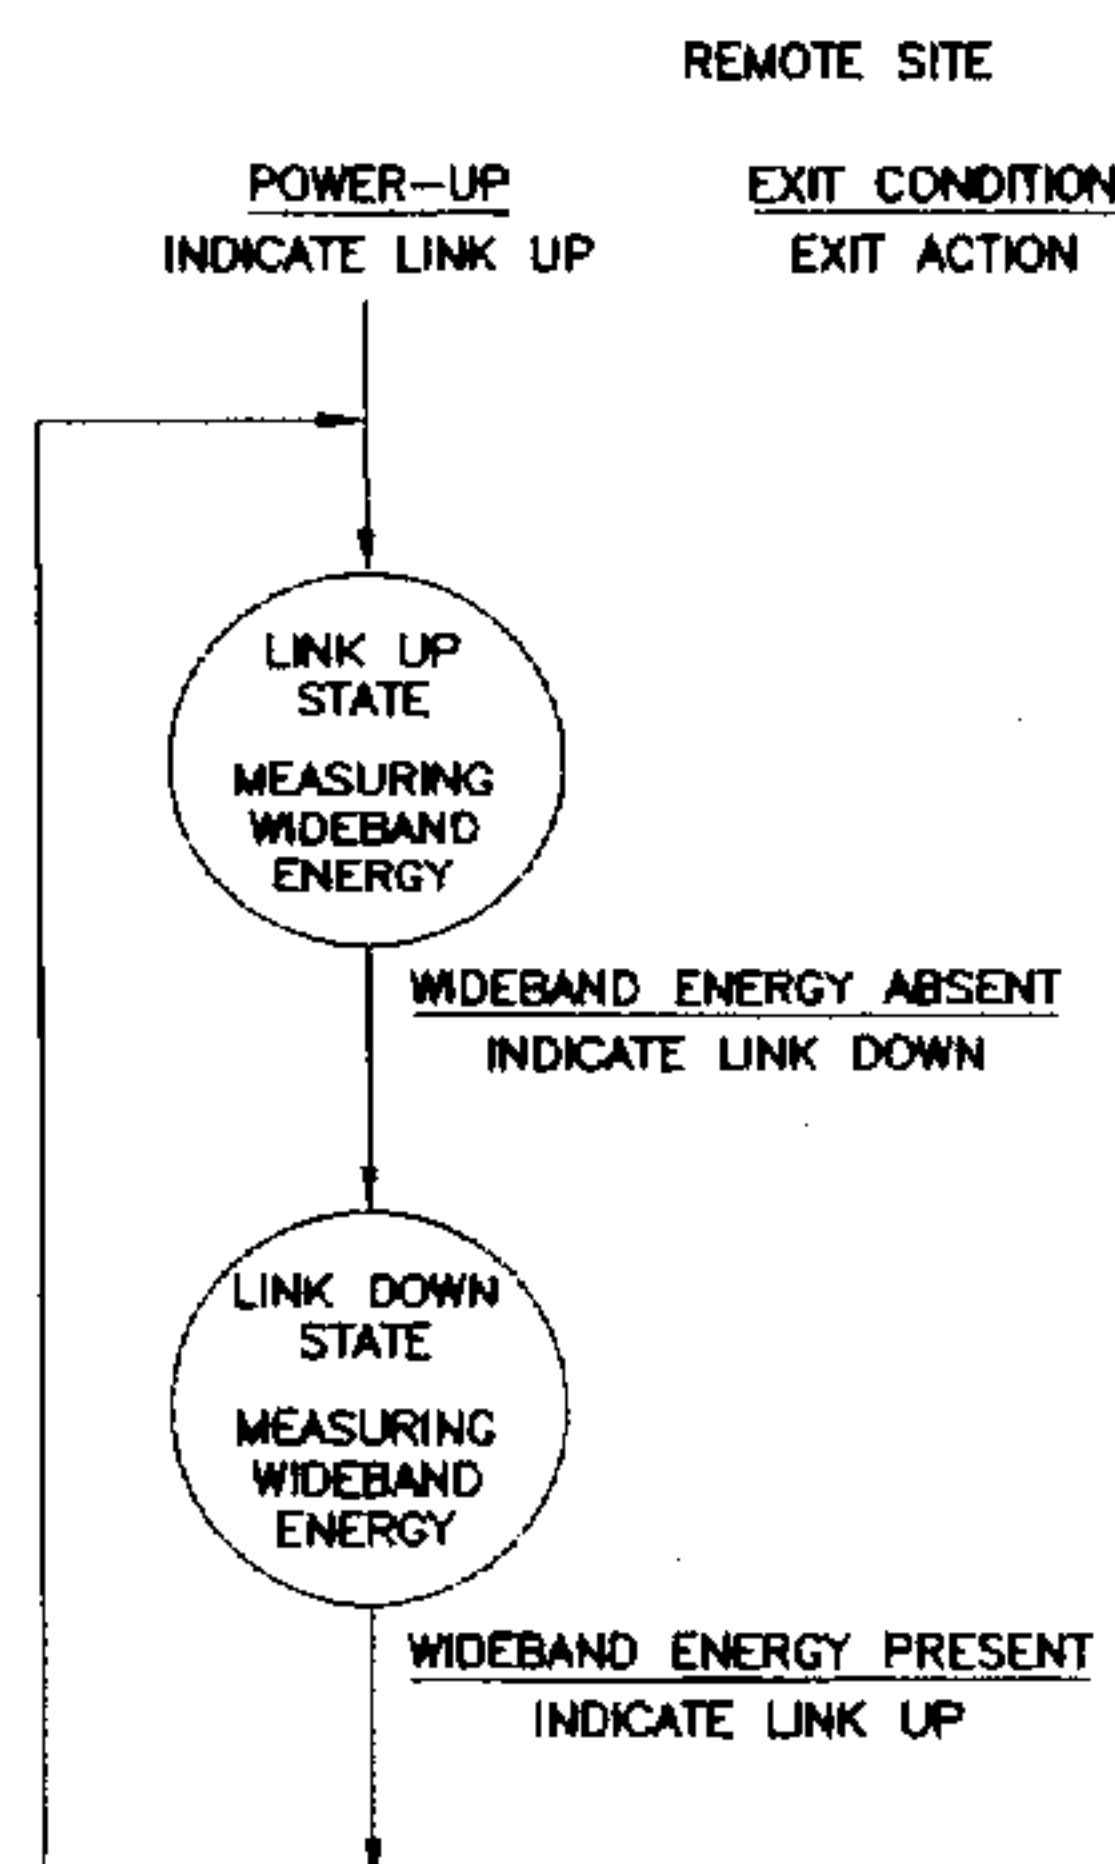 REMOTE SITE
POWER-UP
INDICATE LINK UP
EXIT CONDITION
EXIT ACTION
LINK UP
STATE
MEASURING
WIDEBAND
ENERGY
WIDEBAND ENERGY ABSENT
INDICATE LINK DOWN
LINK DOWN
STATE
MEASURING
WIDEBAND
ENERGY
WIDEBAND ENERGY PRESENT
INDICATE LINK UP